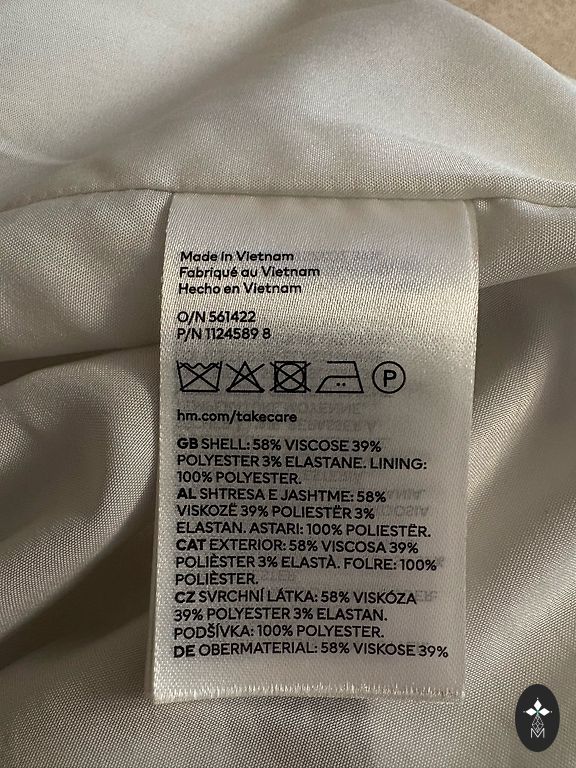 Made in Vietnam
Fabriqué au Vietnam
Hecho en Vietnam
O/N 561422
P/N 1124589 8
P
hm.com/takecare
GB SHELL: 58% VISCOSE 39%
POLYESTER 3% ELASTANE. LINING:
100% POLYESTER.
AL SHTRESA E JASHTME: 58%
VISKOZË 39% POLIESTËR 3%
ELASTAN. ASTARI: 100% POLIESTËR.
CAT EXTERIOR: 58% VISCOSA 39%
POLIÈSTER 3% ELASTÀ. FOLRE: 100%
POLIÈSTER.
CZ SVRCHNÍ LÁTKA: 58% VISKÓZA
39% POLYESTER 3% ELASTAN.
PODŠÍVKA: 100% POLYESTER.
DE OBERMATERIAL: 58% VISKOSE 39%
M